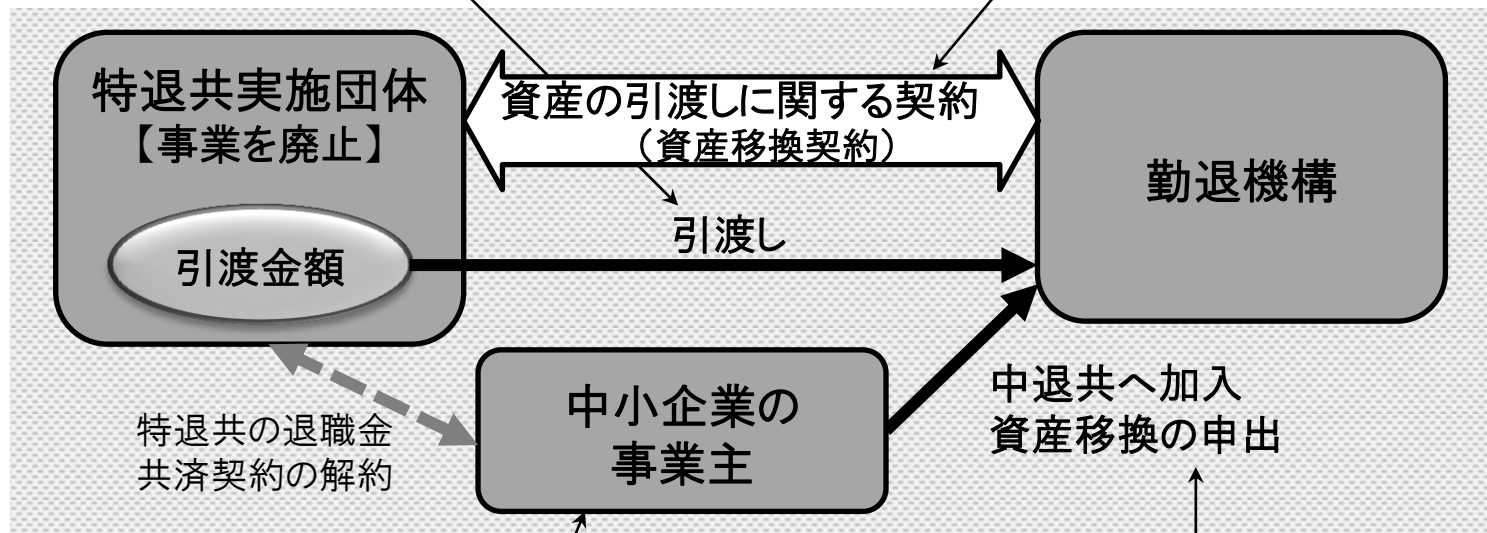 特退共実施団体
【事業を廃止】
引渡金額
資産の引渡しに関する契約
（資産移換契約）
引渡し
勤退機構
特退共の退職金
共済契約の解約
中小企業の
事業主
中退共へ加入
資産移換の申出